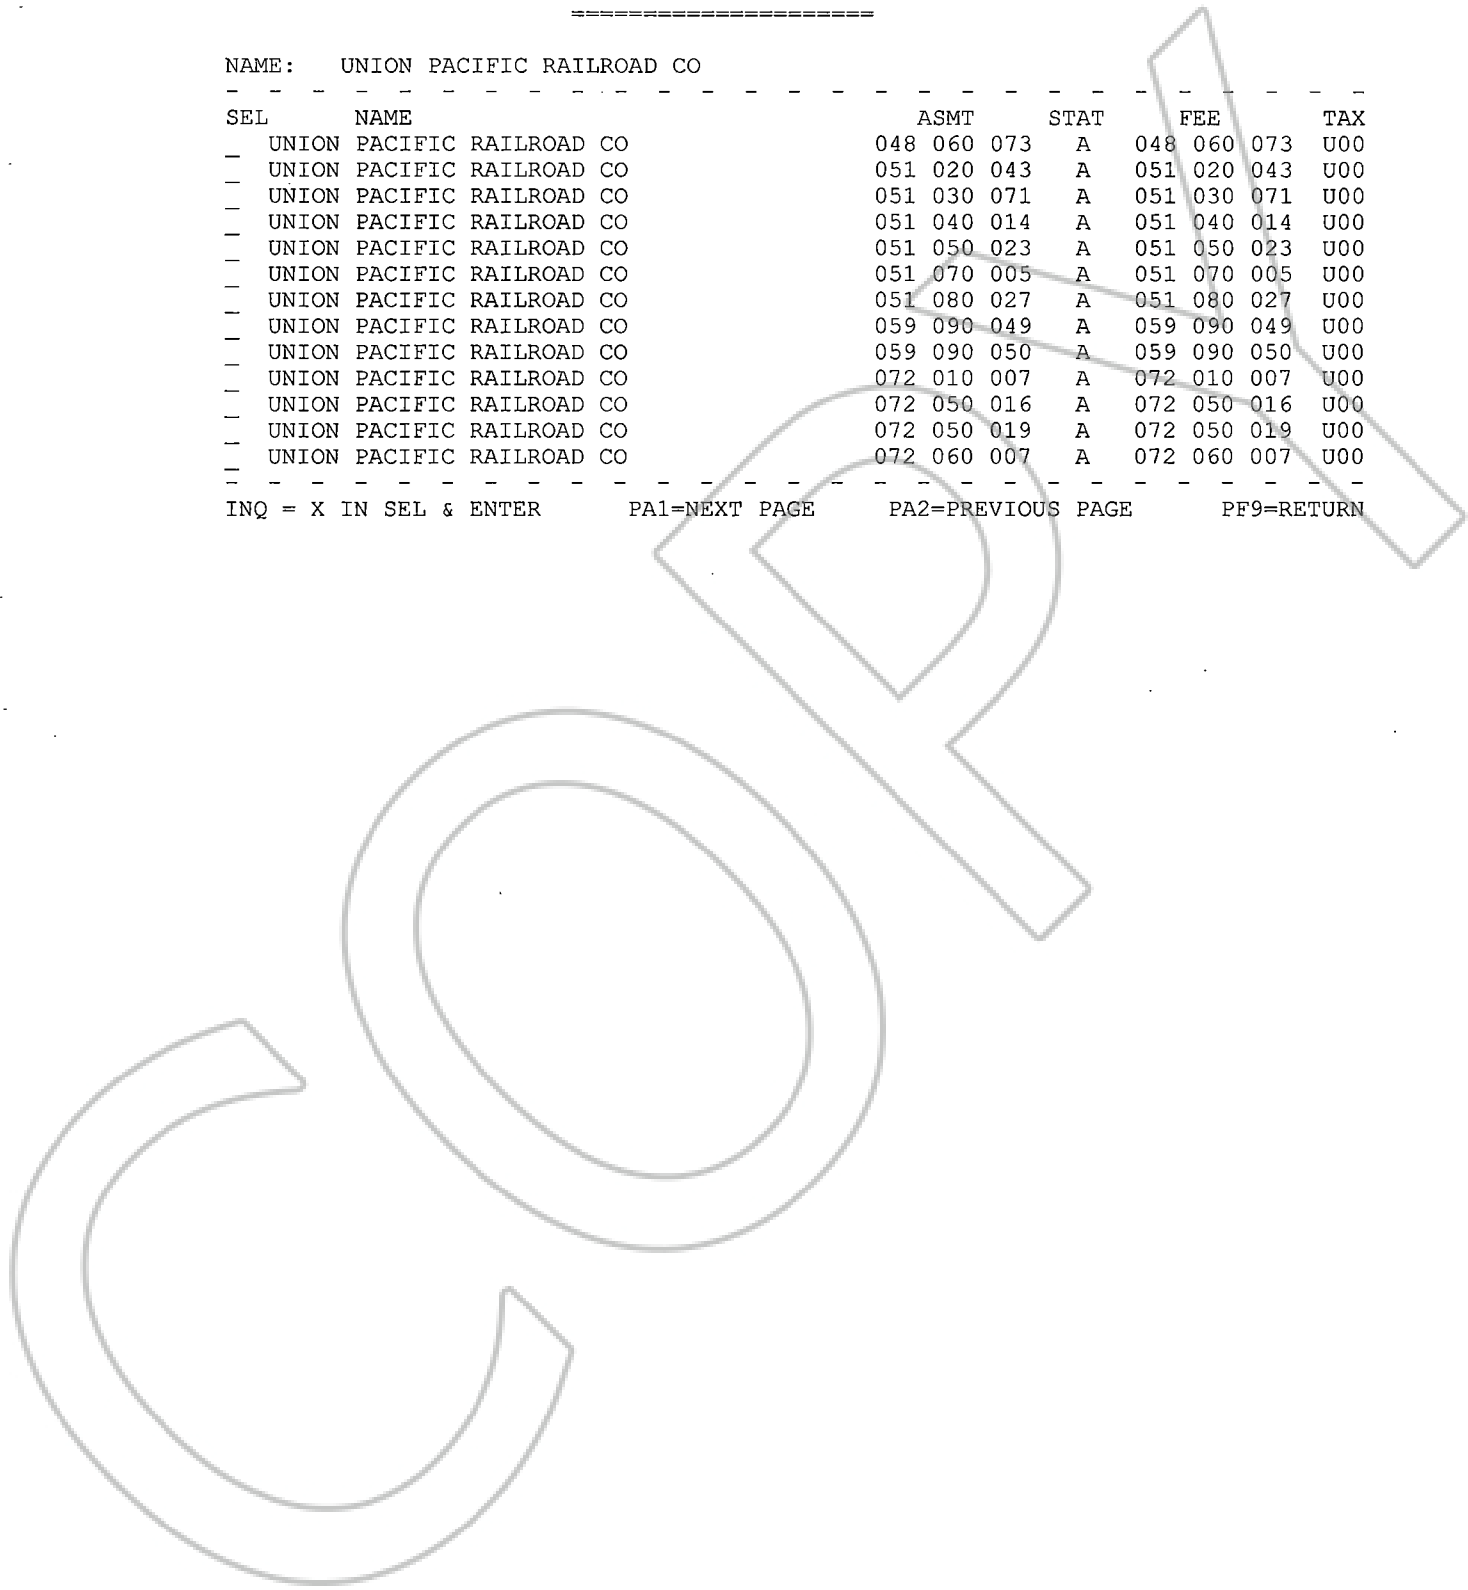 =====================
NAME: UNION PACIFIC RAILROAD CO
- - - - - - - - - - - - - - - - - - - - - - - - - - -
SEL NAME ASMT STAT FEE TAX
_ UNION PACIFIC RAILROAD CO 048 060 073 A 048 060 073 U00
_ UNION PACIFIC RAILROAD CO 051 020 043 A 051 020 043 U00
_ UNION PACIFIC RAILROAD CO 051 030 071 A 051 030 071 U00
_ UNION PACIFIC RAILROAD CO 051 040 014 A 051 040 014 U00
_ UNION PACIFIC RAILROAD CO 051 050 023 A 051 050 023 U00
_ UNION PACIFIC RAILROAD CO 051 070 005 A 051 070 005 U00
_ UNION PACIFIC RAILROAD CO 051 080 027 A 051 080 027 U00
_ UNION PACIFIC RAILROAD CO 059 090 049 A 059 090 049 U00
_ UNION PACIFIC RAILROAD CO 059 090 050 A 059 090 050 U00
_ UNION PACIFIC RAILROAD CO 072 010 007 A 072 010 007 U00
_ UNION PACIFIC RAILROAD CO 072 050 016 A 072 050 016 U00
_ UNION PACIFIC RAILROAD CO 072 050 019 A 072 050 019 U00
_ UNION PACIFIC RAILROAD CO 072 060 007 A 072 060 007 U00
- - - - - - - - - - - - - - - - - - - - - - - - - - -
INQ = X IN SEL & ENTER PA1=NEXT PAGE PA2=PREVIOUS PAGE PF9=RETURN
COPY